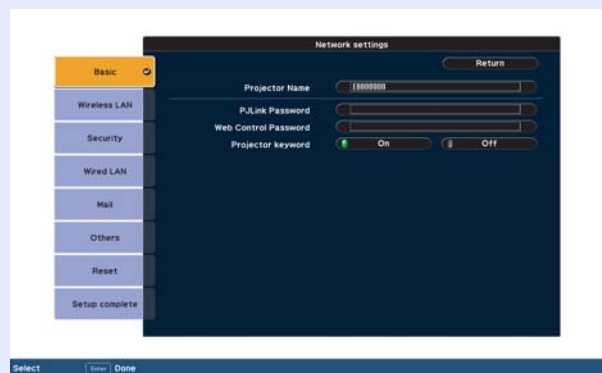 Network settings
Return
Basic
Projector Name
Wireless LAN
PJLink Password
Web Control Password
Security
Projector keyword On Off
Wired LAN
Mail
Others
Reset
Setup complete
Select Enter Done